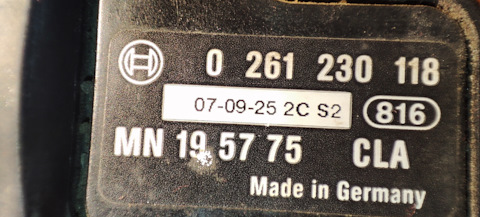 0 261 230 118
07-09-25 2C S2 816
MN 19 57 75 CLA
Made in Germany